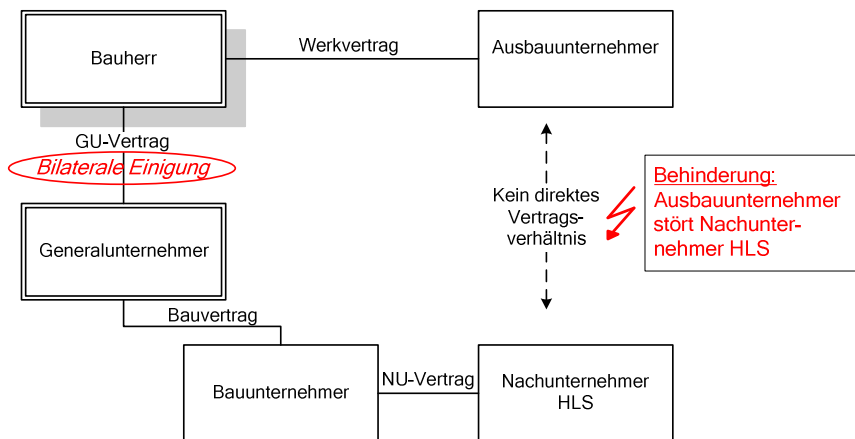 Bauherr
Werkvertrag
Ausbauunternehmer
GU-Vertrag
Bilaterale Einigung
Kein direktes
Vertrags-
verhältnis
Behinderung:
Ausbauunternehmer
stört Nachunter-
nehmer HLS
Generalunternehmer
Bauvertrag
Bauunternehmer
NU-Vertrag
Nachunternehmer
HLS